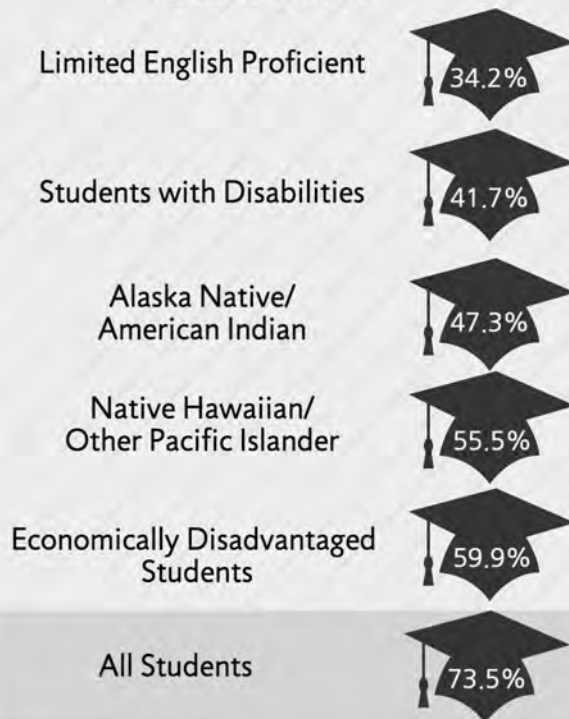 Limited English Proficient
34.2%
Students with Disabilities
41.7%
Alaska Native/
American Indian
47.3%
Native Hawaiian/
Other Pacific Islander
55.5%
Economically Disadvantaged
Students
59.9%
All Students
73.5%